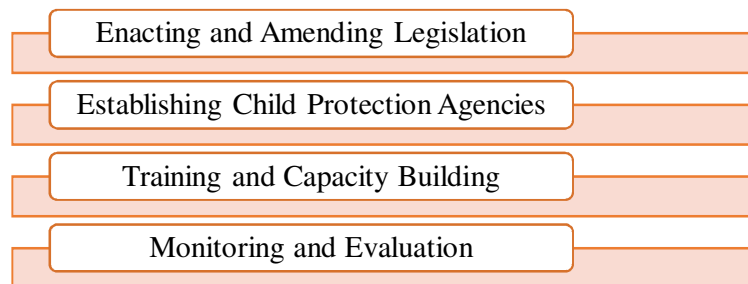 Enacting and Amending Legislation
Establishing Child Protection Agencies
Training and Capacity Building
Monitoring and Evaluation